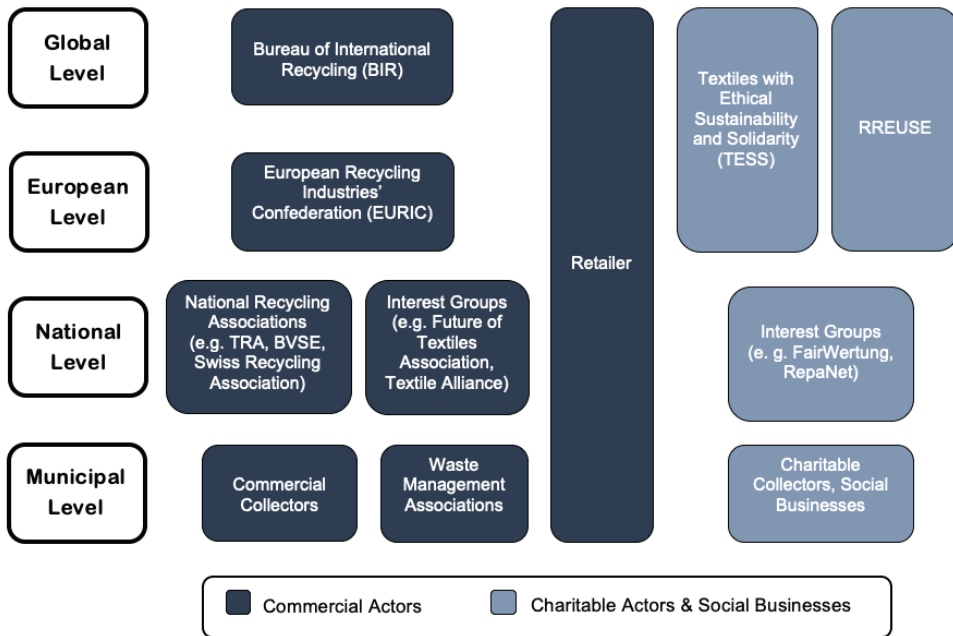 Global
Level
Bureau of International
Recycling (BIR)
Textiles with
Ethical
Sustainability
and Solidarity
(TESS)
RREUSE
European
Level
European Recycling
Industries’
Confederation (EURIC)
Retailer
National
Level
National Recycling
Associations
(e.g. TRA, BVSE,
Swiss Recycling
Association)
Interest Groups
(e.g. Future of
Textiles
Association,
Textile Alliance)
Interest Groups
(e. g. FairWertung,
RepaNet)
Municipal
Level
Commercial
Collectors
Waste
Management
Associations
Charitable
Collectors, Social
Businesses
Commercial Actors
Charitable Actors & Social Businesses